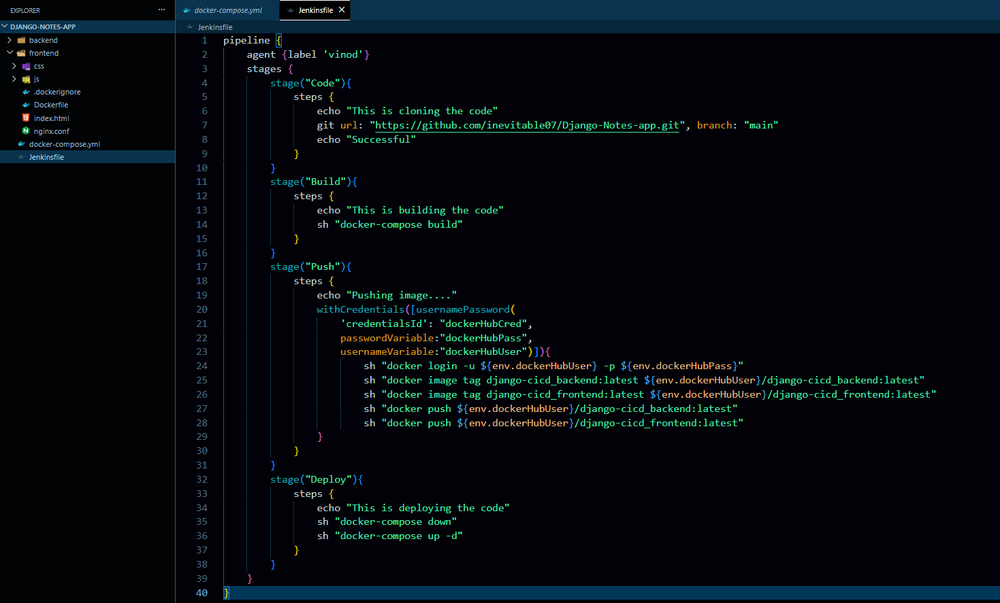 EXPLORER
DJANGO-NOTES-APP
backend
frontend
css
js
.dockerignore
Dockerfile
index.html
nginx.conf
docker-compose.yml
Jenkinsfile
docker-compose.yml Jenkinsfile
Jenkinsfile
1 pipeline {
2     agent {label 'vinod'}
3     stages {
4         stage("Code"){
5             steps {
6                 echo "This is cloning the code"
7                 git url: "https://github.com/inevitable07/Django-Notes-app.git", branch: "main"
8                 echo "Successful"
9             }
10         }
11         stage("Build"){
12             steps {
13                 echo "This is building the code"
14                 sh "docker-compose build"
15             }
16         }
17         stage("Push"){
18             steps {
19                 echo "Pushing image...."
20                 withCredentials([usernamePassword(
21                     'credentialsId': "dockerHubCred",
22                     passwordVariable:"dockerHubPass",
23                     usernameVariable:"dockerHubUser")]){
24                         sh "docker login -u ${env.dockerHubUser} -p ${env.dockerHubPass}"
25                         sh "docker image tag django-cicd_backend:latest ${env.dockerHubUser}/django-cicd_backend:latest"
26                         sh "docker image tag django-cicd_frontend:latest ${env.dockerHubUser}/django-cicd_frontend:latest"
27                         sh "docker push ${env.dockerHubUser}/django-cicd_backend:latest"
28                         sh "docker push ${env.dockerHubUser}/django-cicd_frontend:latest"
29                 }
30             }
31         }
32         stage("Deploy"){
33             steps {
34                 echo "This is deploying the code"
35                 sh "docker-compose down"
36                 sh "docker-compose up -d"
37             }
38         }
39     }
40 }